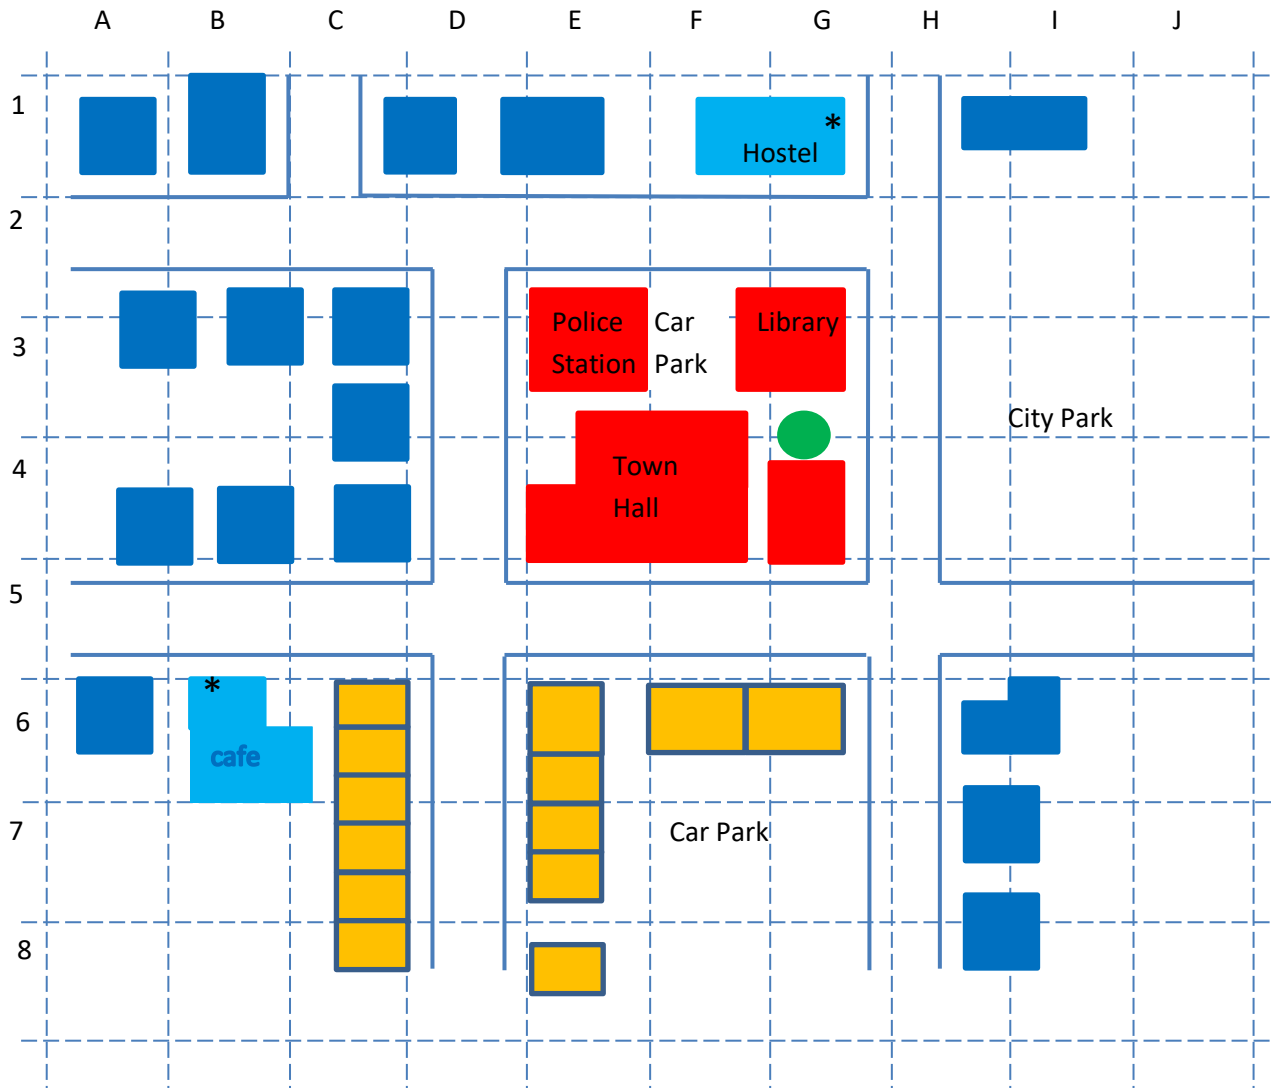 A B C D E F G H I J
1
*
Hostel
2
3
Police Car Library
Station Park
City Park
4
Town
Hall
5
*
6
cafe
7
Car Park
8